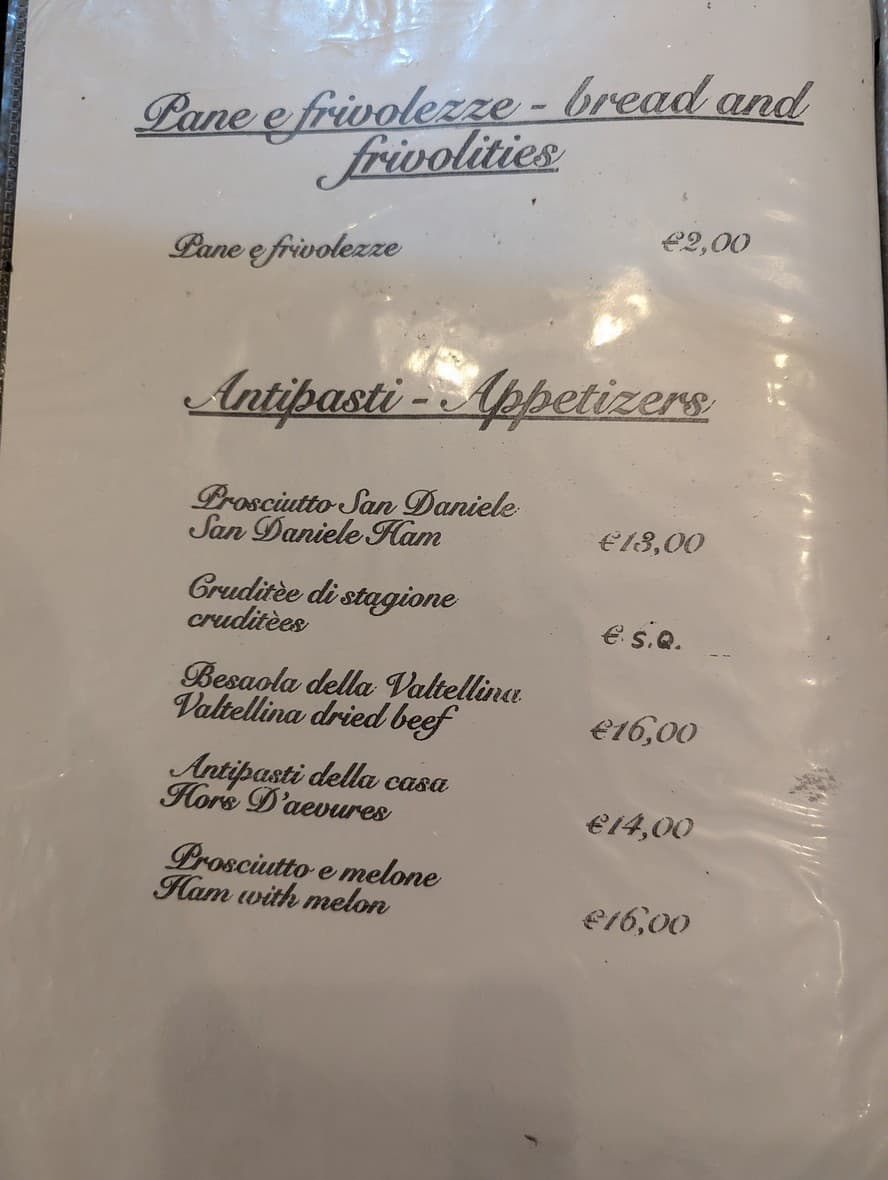 Pane e frivolezze - bread and
frivolities
Pane e frivolezze €2,00
Antipasti - Appetizers
Prosciutto San Daniele
San Daniele Ham €13,00
Cruditèe di stagione
cruditèes € S.Q.
Besaola della Valtellina
Valtellina dried beef €16,00
Antipasti della casa
Hors D'aevures €14,00
Prosciutto e melone
Ham with melon €16,00